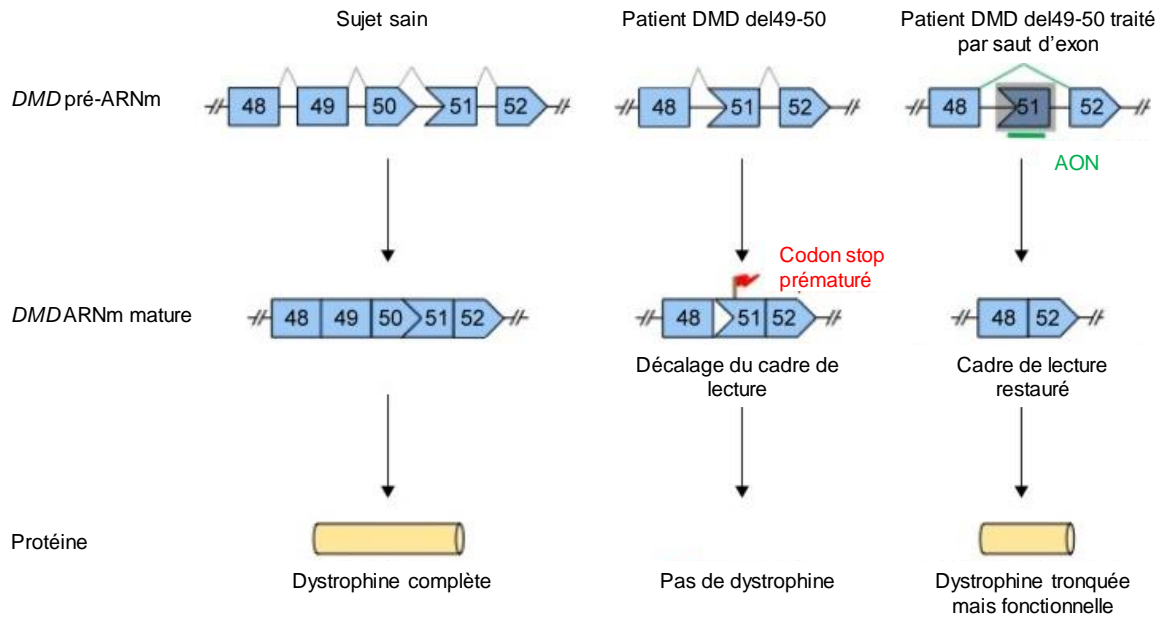 Sujet sain
Patient DMD del49-50
Patient DMD del49-50 traité
par saut d’exon
DMD pré-ARNm
48 49 50 51 52
48 51 52
48 51 52
AON
Codon stop
prématuré
DMD ARNm mature
48 49 50 51 52
48 51 52
48 52
Décalage du cadre de
lecture
Cadre de lecture
restauré
Protéine
Dystrophine complète
Pas de dystrophine
Dystrophine tronquée
mais fonctionnelle